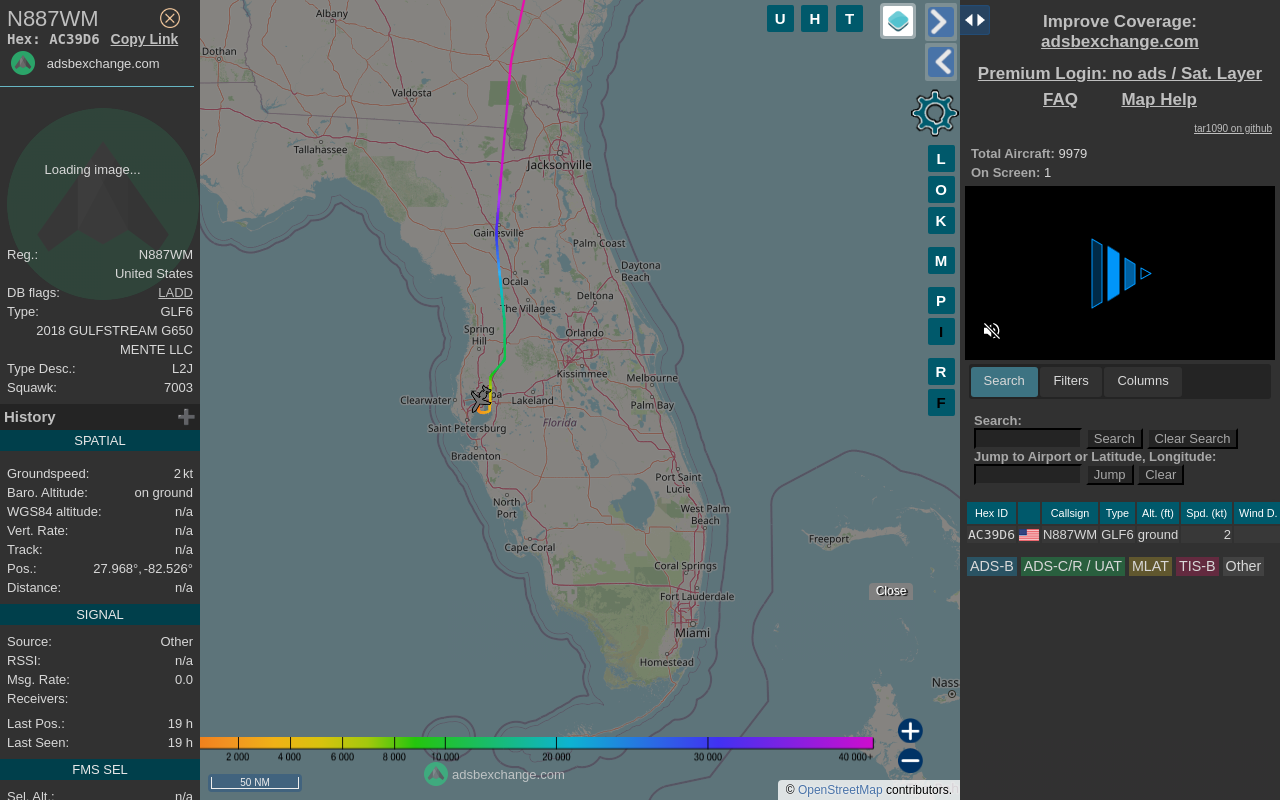 N887WM
Hex: AC39D6 Copy Link
adsbexchange.com
Loading image...
Reg.: N887WM
United States
DB flags: LADD
Type: GLF6
2018 GULFSTREAM G650
MENTE LLC
Type Desc.: L2J
Squawk: 7003
History
SPATIAL
Groundspeed: 2 kt
Baro. Altitude: on ground
WGS84 altitude: n/a
Vert. Rate: n/a
Track: n/a
Pos.: 27.968°, -82.526°
Distance: n/a
SIGNAL
Source: Other
RSSI: n/a
Msg. Rate: 0.0
Receivers:
Last Pos.: 19 h
Last Seen: 19 h
FMS SEL
Sel. Alt.: n/a
U H T
L
O
K
M
P
I
R
F
Albany
Dothan
Valdosta
Tallahassee
Jacksonville
Gainesville
Palm Coast
Daytona
Beach
Ocala
Deltona
The Villages
Spring
Hill
Orlando
Kissimmee
Melbourne
Clearwater
Lakeland
Palm Bay
Florida
Saint Petersburg
Bradenton
Port Saint
Lucie
North
Port
West Palm
Beach
Freeport
Cape Coral
Coral Springs
Fort Lauderdale
Miami
Homestead
Nass
Close
2 000 4 000 6 000 8 000 10 000 20 000 30 000 40 000+
adsbexchange.com
50 NM
© OpenStreetMap contributors.
Improve Coverage:
adsbexchange.com
Premium Login: no ads / Sat. Layer
FAQ Map Help
tar1090 on github
Total Aircraft: 9979
On Screen: 1
Search Filters Columns
Search:
Search Clear Search
Jump to Airport or Latitude, Longitude:
Jump Clear
Hex ID Callsign Type Alt. (ft) Spd. (kt) Wind D.
AC39D6 N887WM GLF6 ground 2
ADS-B ADS-C/R / UAT MLAT TIS-B Other